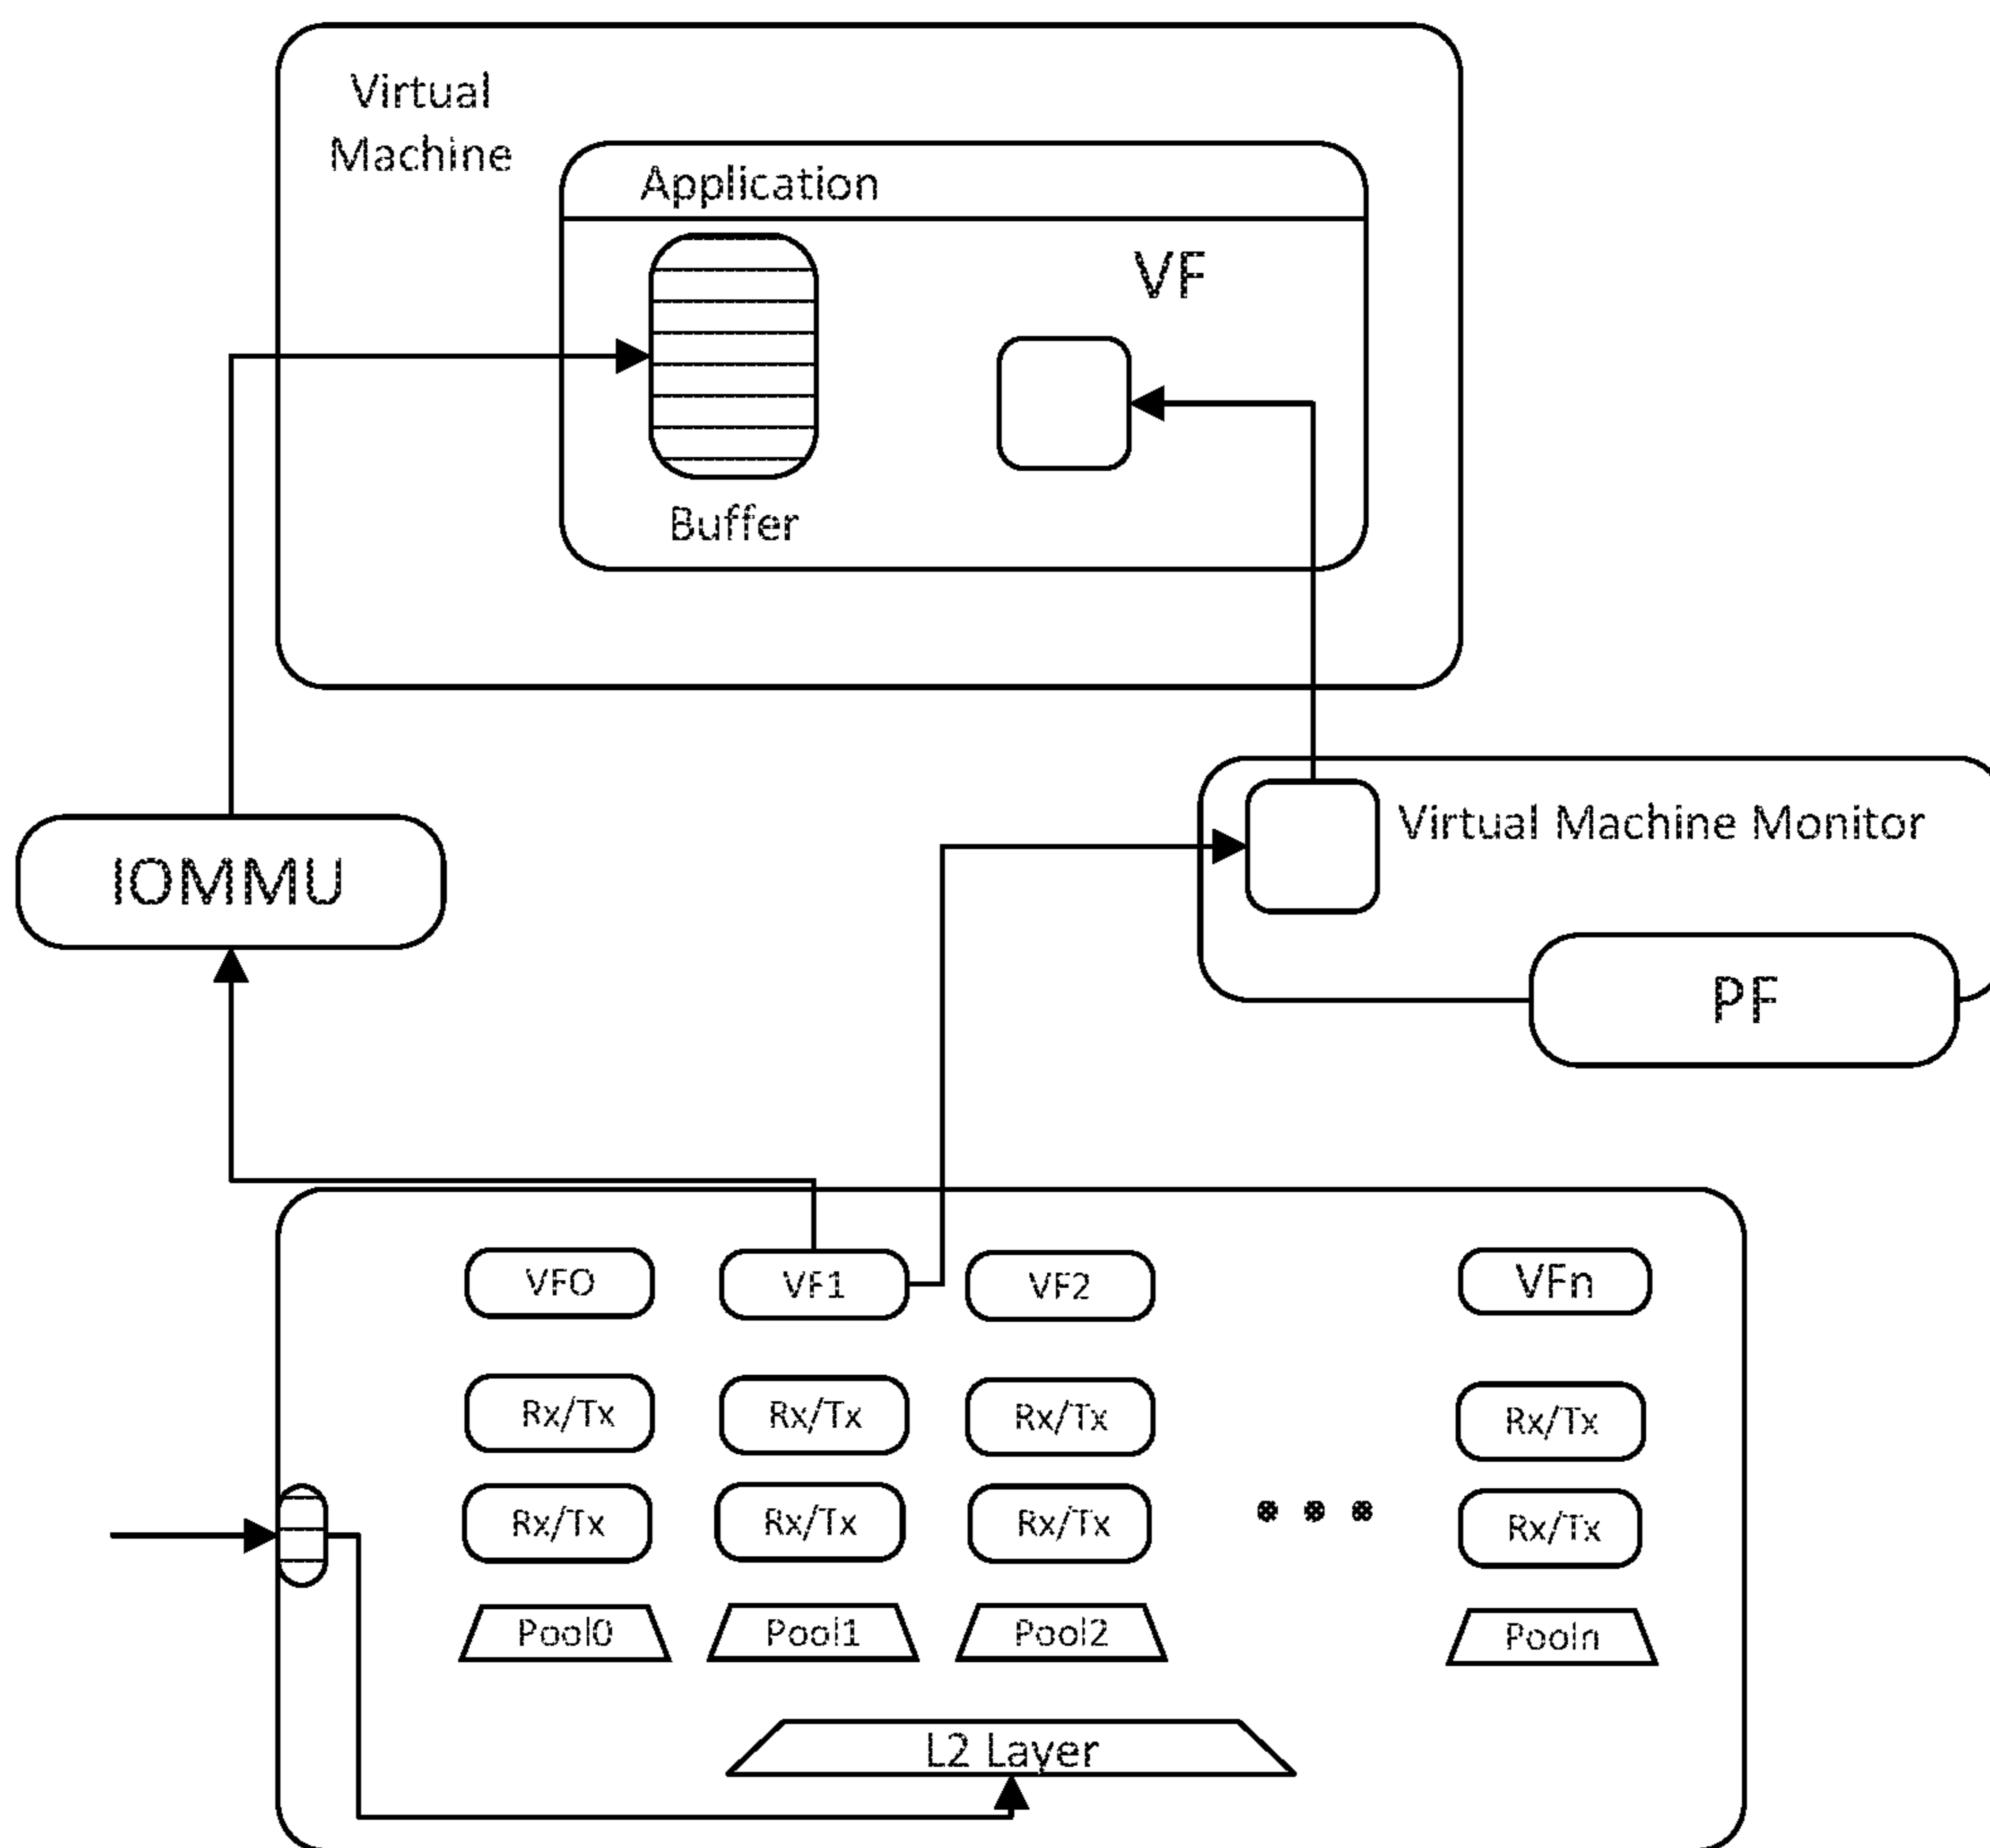 Virtual
Machine
Application
VF
Buffer
Virtual Machine Monitor
IOMMU
PF
VF0
VF1
VF2
VFn
Rx/Tx
Rx/Tx
Rx/Tx
Rx/Tx
Rx/Tx
Rx/Tx
Rx/Tx
Rx/Tx
Pool0
Pool1
Pool2
Pooln
L2 Layer